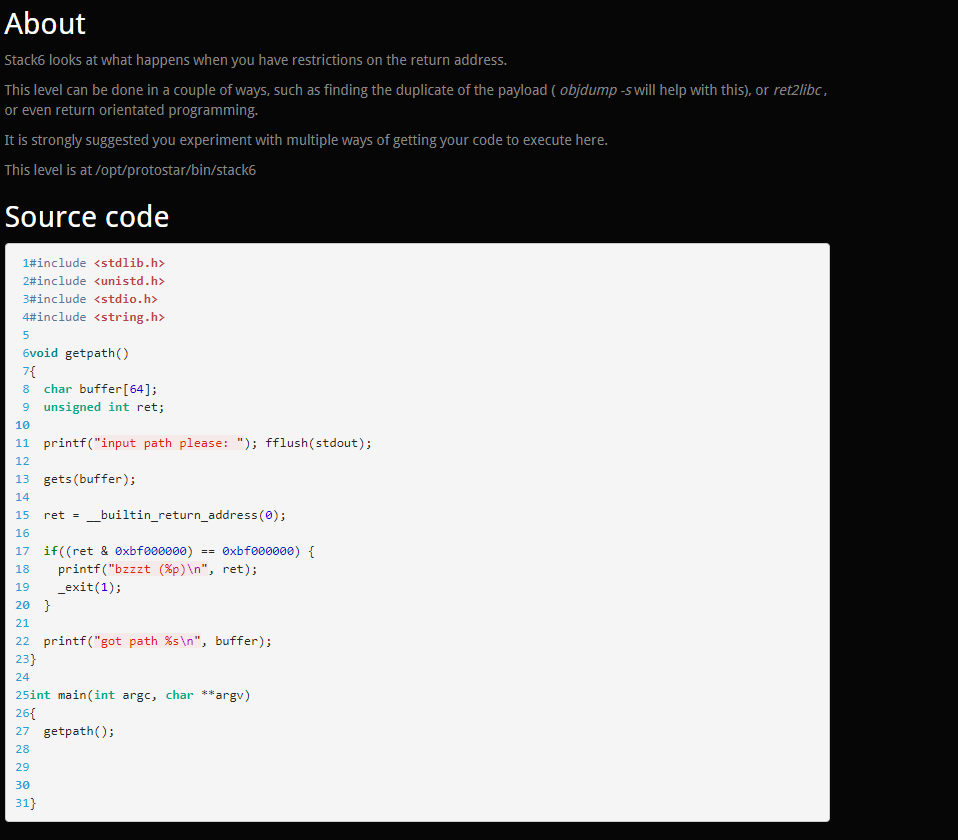 About
Stack6 looks at what happens when you have restrictions on the return address.
This level can be done in a couple of ways, such as finding the duplicate of the payload ( objdump -s will help with this), or ret2libc ,
or even return orientated programming.
It is strongly suggested you experiment with multiple ways of getting your code to execute here.
This level is at /opt/protostar/bin/stack6
Source code
1#include <stdlib.h>
2#include <unistd.h>
3#include <stdio.h>
4#include <string.h>
5
6void getpath()
7{
8  char buffer[64];
9  unsigned int ret;
10
11  printf("input path please: "); fflush(stdout);
12
13  gets(buffer);
14
15  ret = __builtin_return_address(0);
16
17  if((ret & 0xbf000000) == 0xbf000000) {
18    printf("bzzzt (%p)\n", ret);
19    _exit(1);
20  }
21
22  printf("got path %s\n", buffer);
23}
24
25int main(int argc, char **argv)
26{
27  getpath();
28
29
30
31}